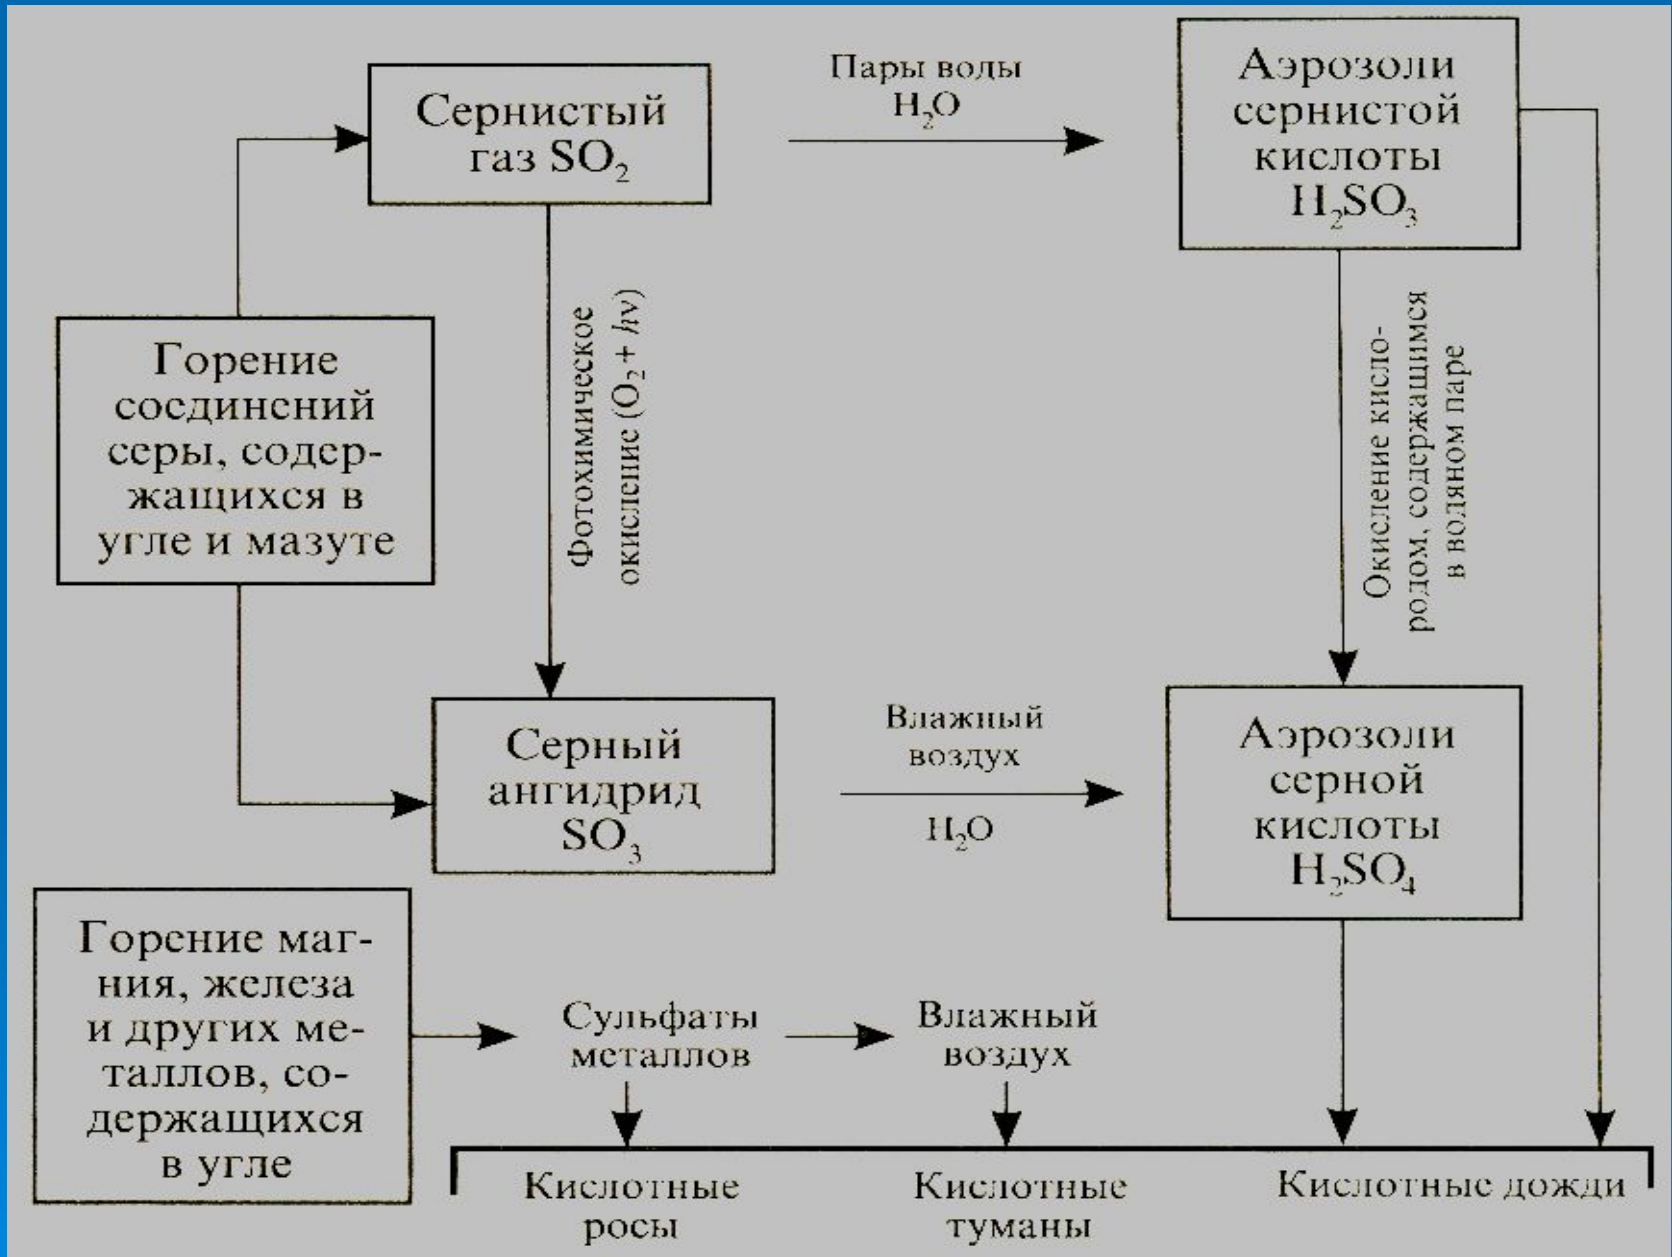 Сернистый
газ SO₂
Пары воды
H₂O
Аэрозоли
сернистой
кислоты
H₂SO₃
Горение
соединений
серы, содер-
жащихся в
угле и мазуте
Фотохимическое
окисление (O₂ + hν)
Окисление кисло-
родом, содержащимся
в водяном паре
Серный
ангидрид
SO₃
Влажный
воздух
H₂O
Аэрозоли
серной
кислоты
H₂SO₄
Горение маг-
ния, железа
и других ме-
таллов, со-
держащихся
в угле
Сульфаты
металлов
Влажный
воздух
Кислотные
росы
Кислотные
туманы
Кислотные дожди